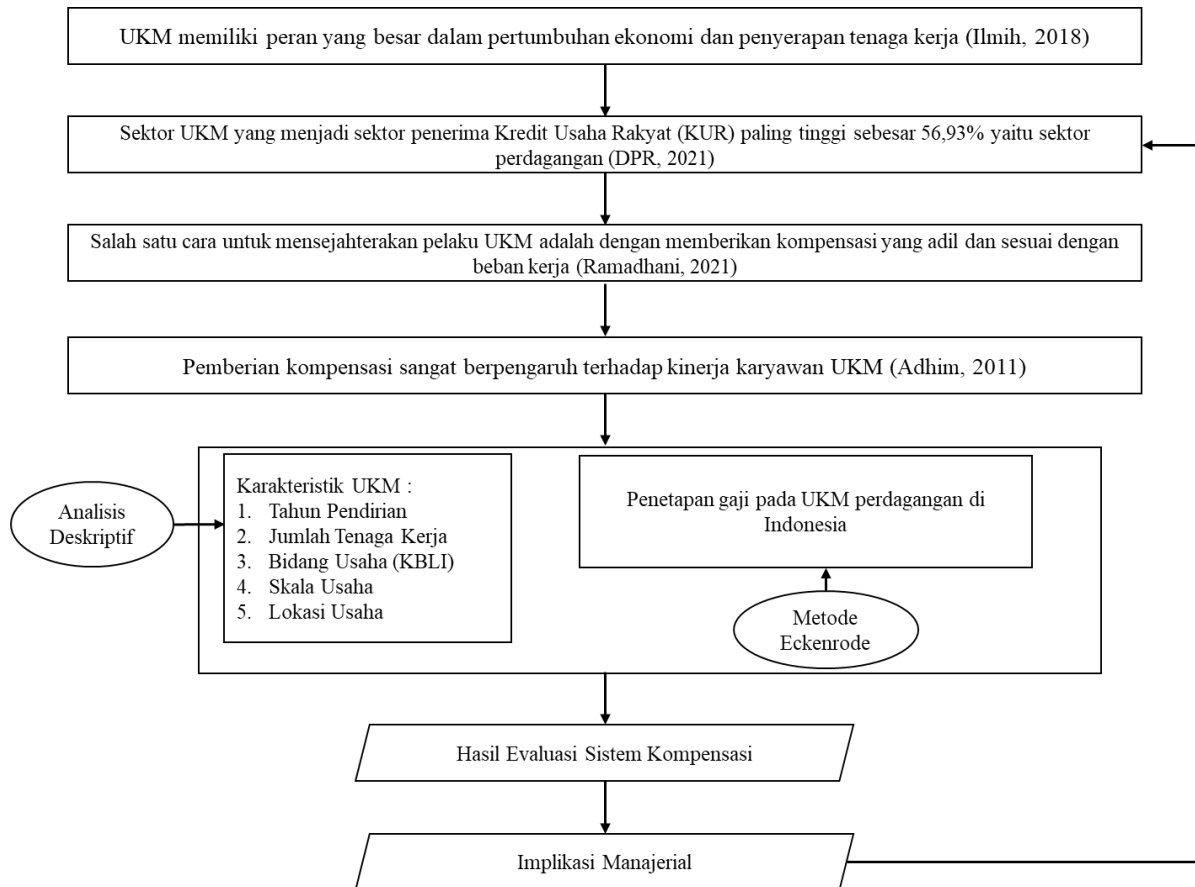 UKM memiliki peran yang besar dalam pertumbuhan ekonomi dan penyerapan tenaga kerja (Ilmih, 2018)
Sektor UKM yang menjadi sektor penerima Kredit Usaha Rakyat (KUR) paling tinggi sebesar 56,93% yaitu sektor
perdagangan (DPR, 2021)
Salah satu cara untuk mensejahterakan pelaku UKM adalah dengan memberikan kompensasi yang adil dan sesuai dengan
beban kerja (Ramadhani, 2021)
Pemberian kompensasi sangat berpengaruh terhadap kinerja karyawan UKM (Adhim, 2011)
Analisis
Deskriptif
Karakteristik UKM :
1. Tahun Pendirian
2. Jumlah Tenaga Kerja
3. Bidang Usaha (KBLI)
4. Skala Usaha
5. Lokasi Usaha
Penetapan gaji pada UKM perdagangan di
Indonesia
Metode
Eckenrode
Hasil Evaluasi Sistem Kompensasi
Implikasi Manajerial